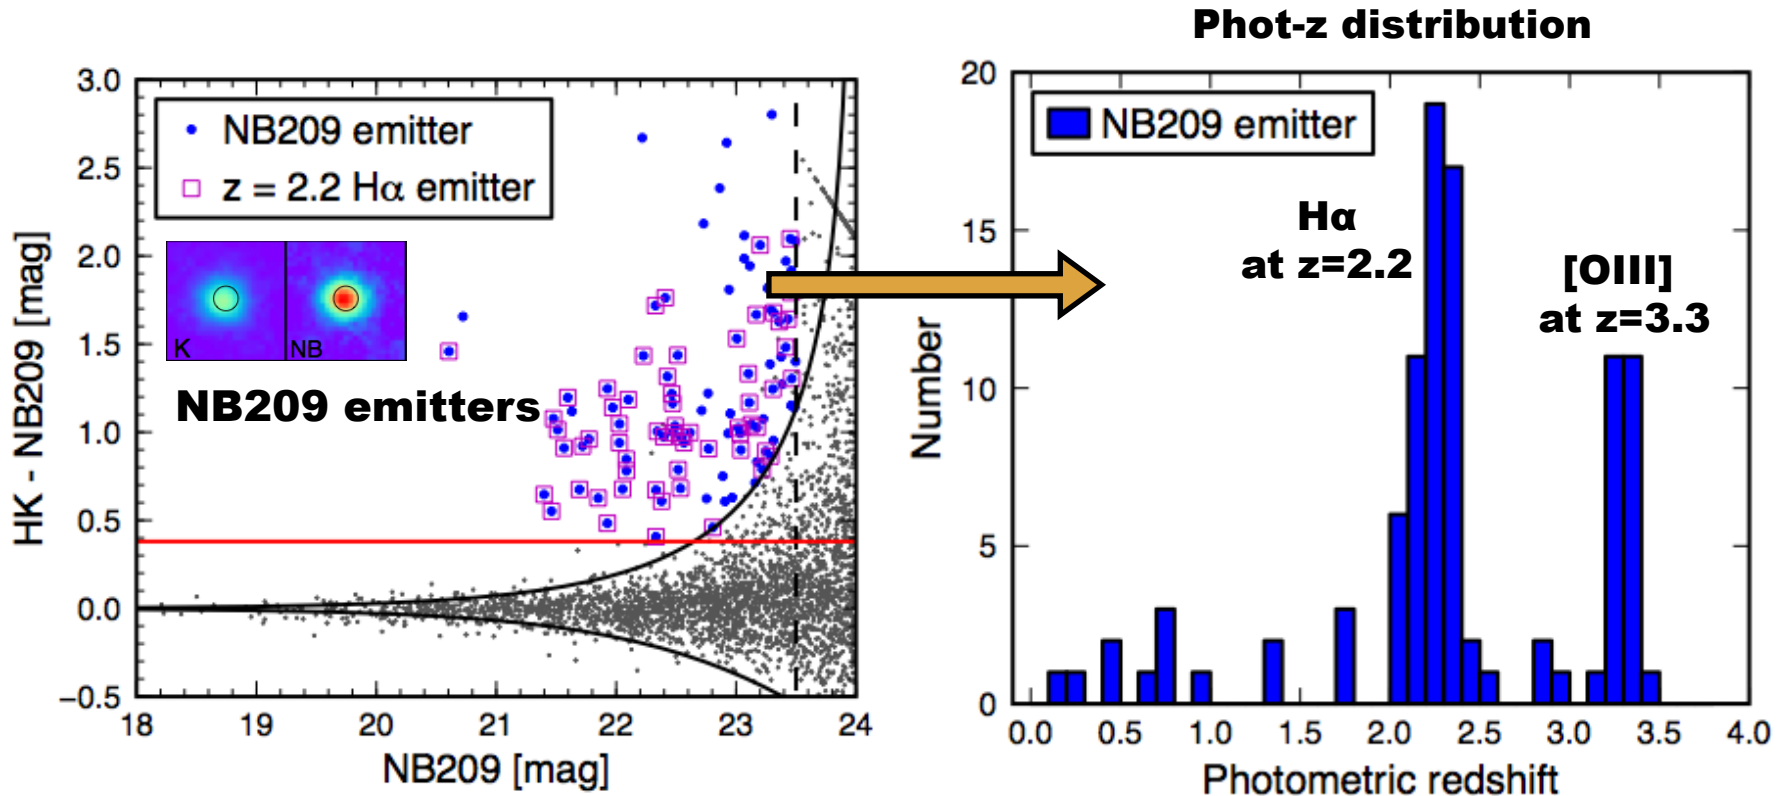 3.0
2.5
2.0
1.5
1.0
0.5
0.0
−0.5
HK - NB209 [mag]
NB209 emitter
z = 2.2 Hα emitter
K
NB
NB209 emitters
18 19 20 21 22 23 24
NB209 [mag]
Phot-z distribution
20
15
10
5
0
Number
NB209 emitter
Hα
at z=2.2
[OIII]
at z=3.3
0.0 0.5 1.0 1.5 2.0 2.5 3.0 3.5 4.0
Photometric redshift